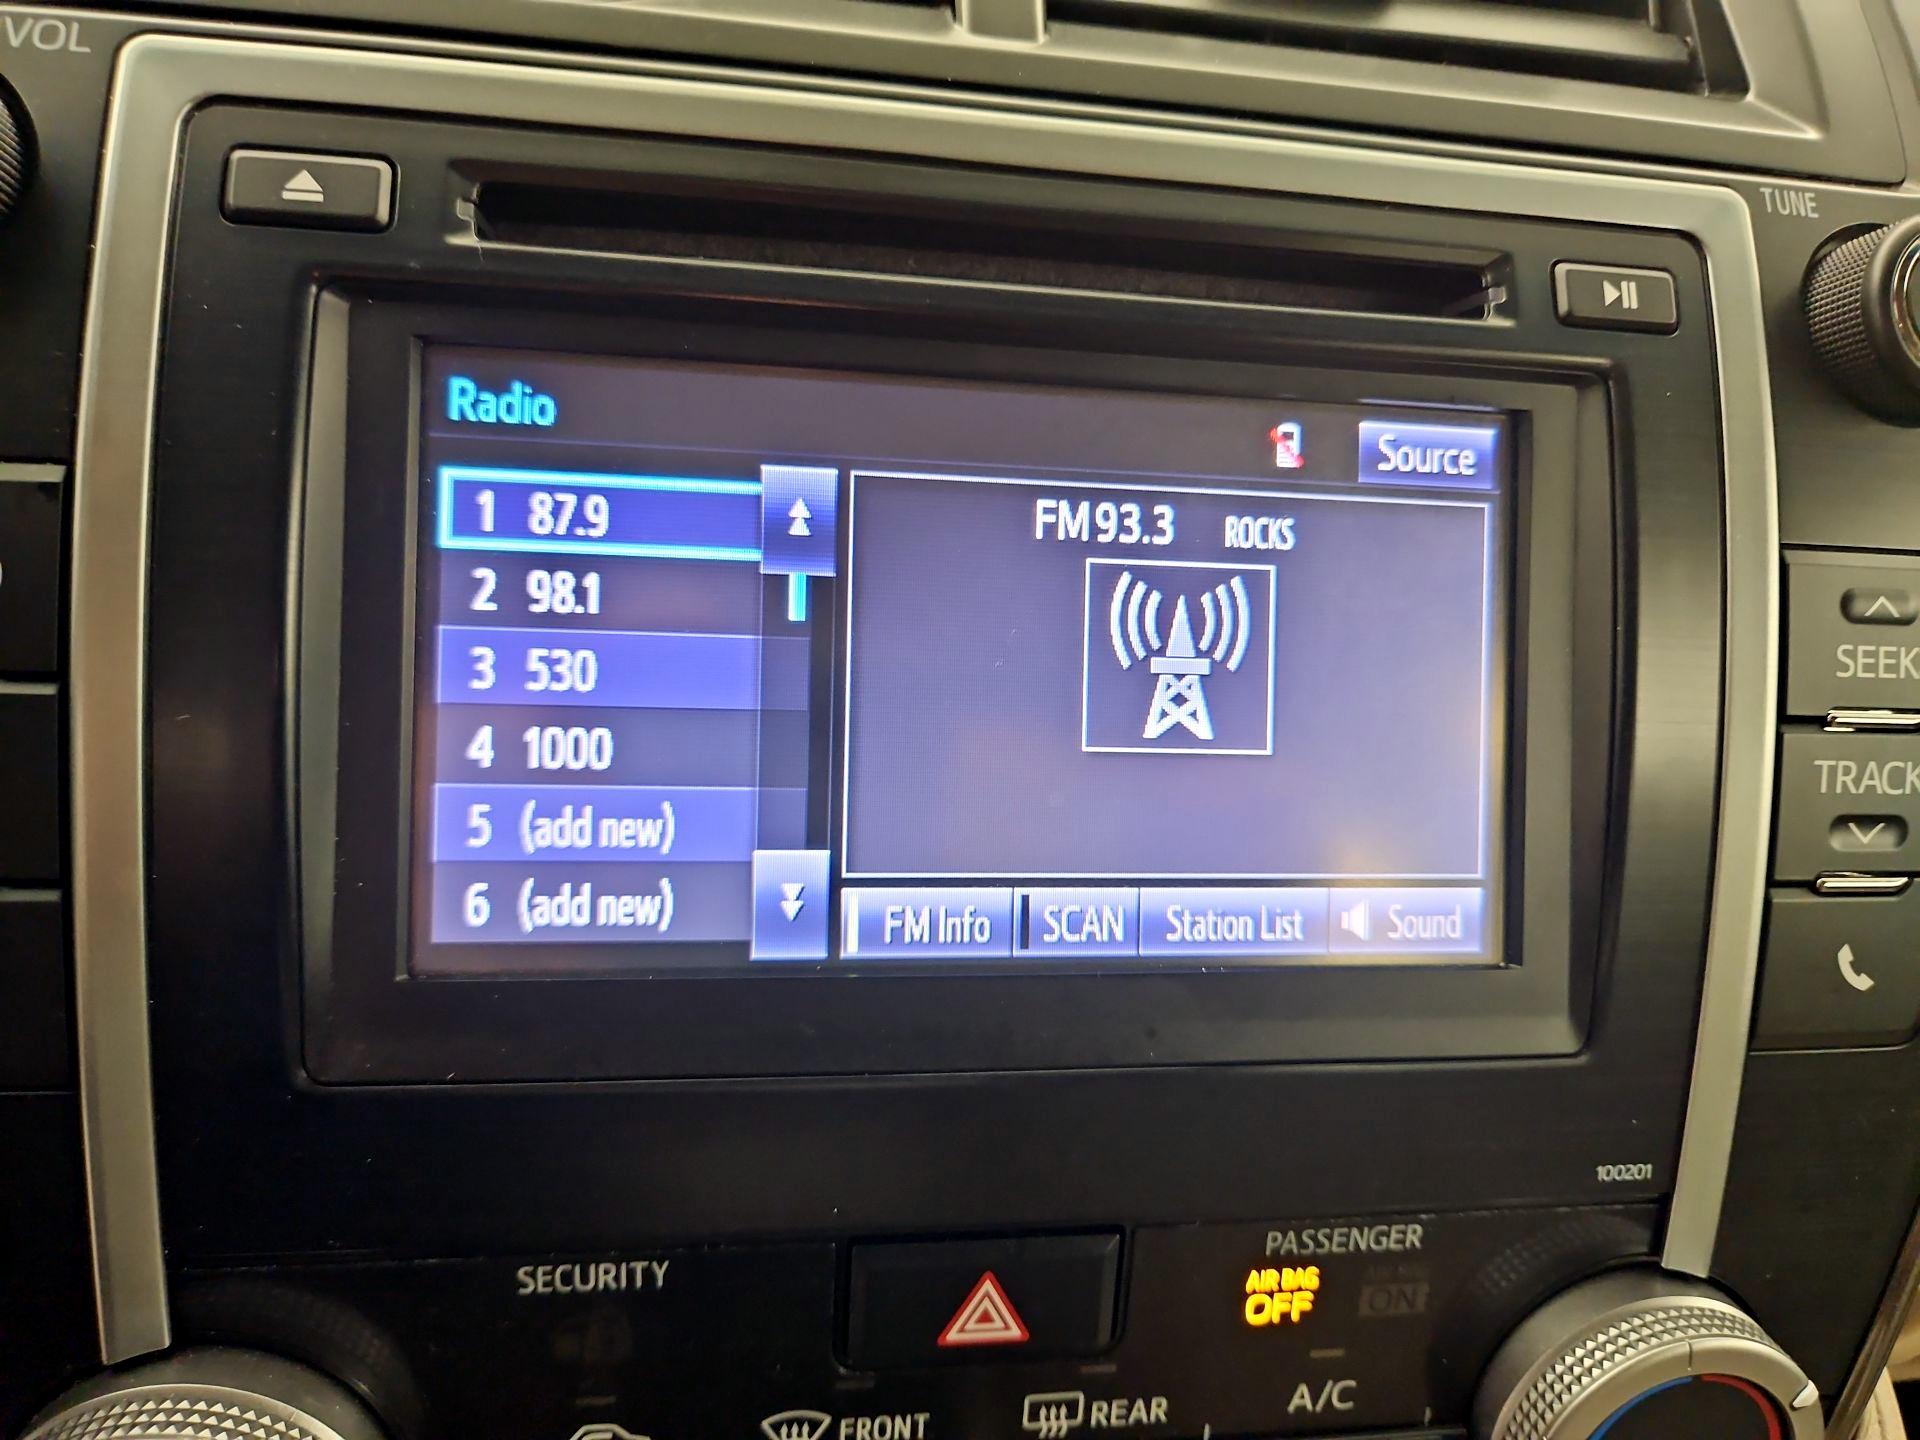 VOL
TUNE
Radio
Source
1 87.9
2 98.1
3 530
4 1000
5 (add new)
6 (add new)
FM 93.3 ROCKS
FM Info
SCAN
Station List
Sound
SEEK
TRACK
100201
SECURITY
PASSENGER
AIR BAG
OFF
AIR BAG
ON
FRONT
REAR
A/C